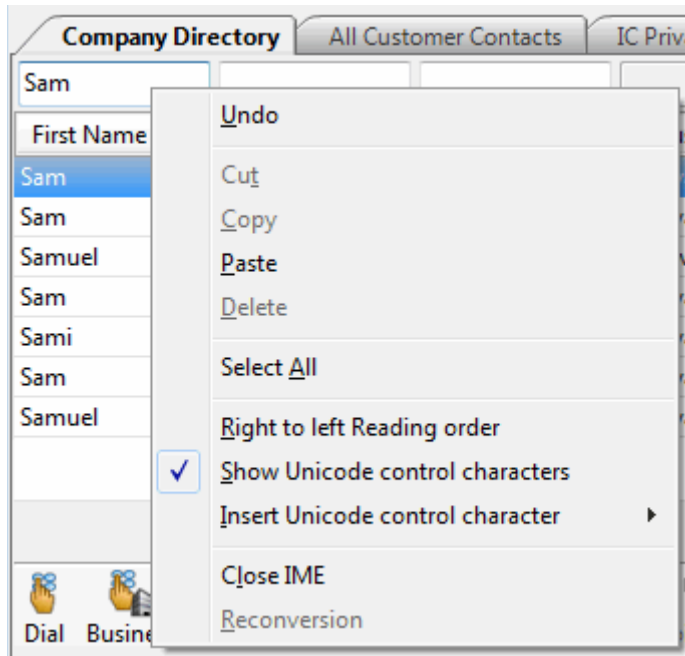 Company Directory All Customer Contacts IC Priv
Sam
First Name
Sam
Sam
Samuel
Sam
Sami
Sam
Samuel
Undo
Cut
Copy
Paste
Delete
Select All
Right to left Reading order
Show Unicode control characters
Insert Unicode control character
Close IME
Reconversion
Dial Busine